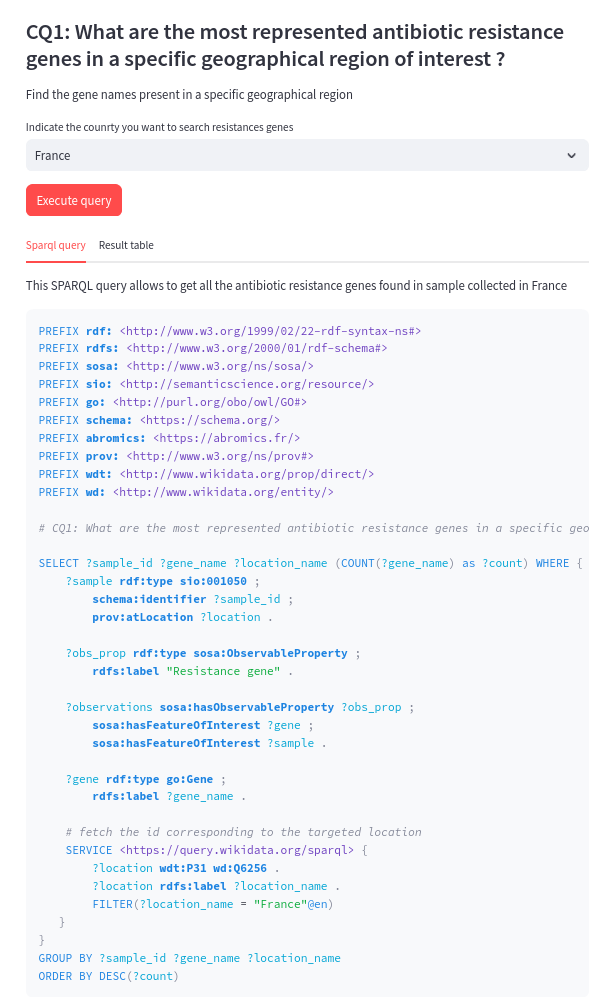 CQ1: What are the most represented antibiotic resistance
genes in a specific geographical region of interest ?
Find the gene names present in a specific geographical region
Indicate the counrty you want to search resistances genes
France
Execute query
Sparql query Result table
This SPARQL query allows to get all the antibiotic resistance genes found in sample collected in France
PREFIX rdf: <http://www.w3.org/1999/02/22-rdf-syntax-ns#>
PREFIX rdfs: <http://www.w3.org/2000/01/rdf-schema#>
PREFIX sosa: <http://www.w3.org/ns/sosa/>
PREFIX sio: <http://semanticscience.org/resource/>
PREFIX go: <http://purl.org/obo/owl/GO#>
PREFIX schema: <https://schema.org/>
PREFIX abromics: <https://abromics.fr/>
PREFIX prov: <http://www.w3.org/ns/prov#>
PREFIX wdt: <http://www.wikidata.org/prop/direct/>
PREFIX wd: <http://www.wikidata.org/entity/>
# CQ1: What are the most represented antibiotic resistance genes in a specific geo
SELECT ?sample_id ?gene_name ?location_name (COUNT(?gene_name) as ?count) WHERE {
?sample rdf:type sio:001050 ;
schema:identifier ?sample_id ;
prov:atLocation ?location .
?obs_prop rdf:type sosa:ObservableProperty ;
rdfs:label "Resistance gene" .
?observations sosa:hasObservableProperty ?obs_prop ;
sosa:hasFeatureOfInterest ?gene ;
sosa:hasFeatureOfInterest ?sample .
?gene rdf:type go:Gene ;
rdfs:label ?gene_name .
# fetch the id corresponding to the targeted location
SERVICE <https://query.wikidata.org/sparql> {
?location wdt:P31 wd:Q6256 .
?location rdfs:label ?location_name .
FILTER(?location_name = "France"@en)
}
}
GROUP BY ?sample_id ?gene_name ?location_name
ORDER BY DESC(?count)